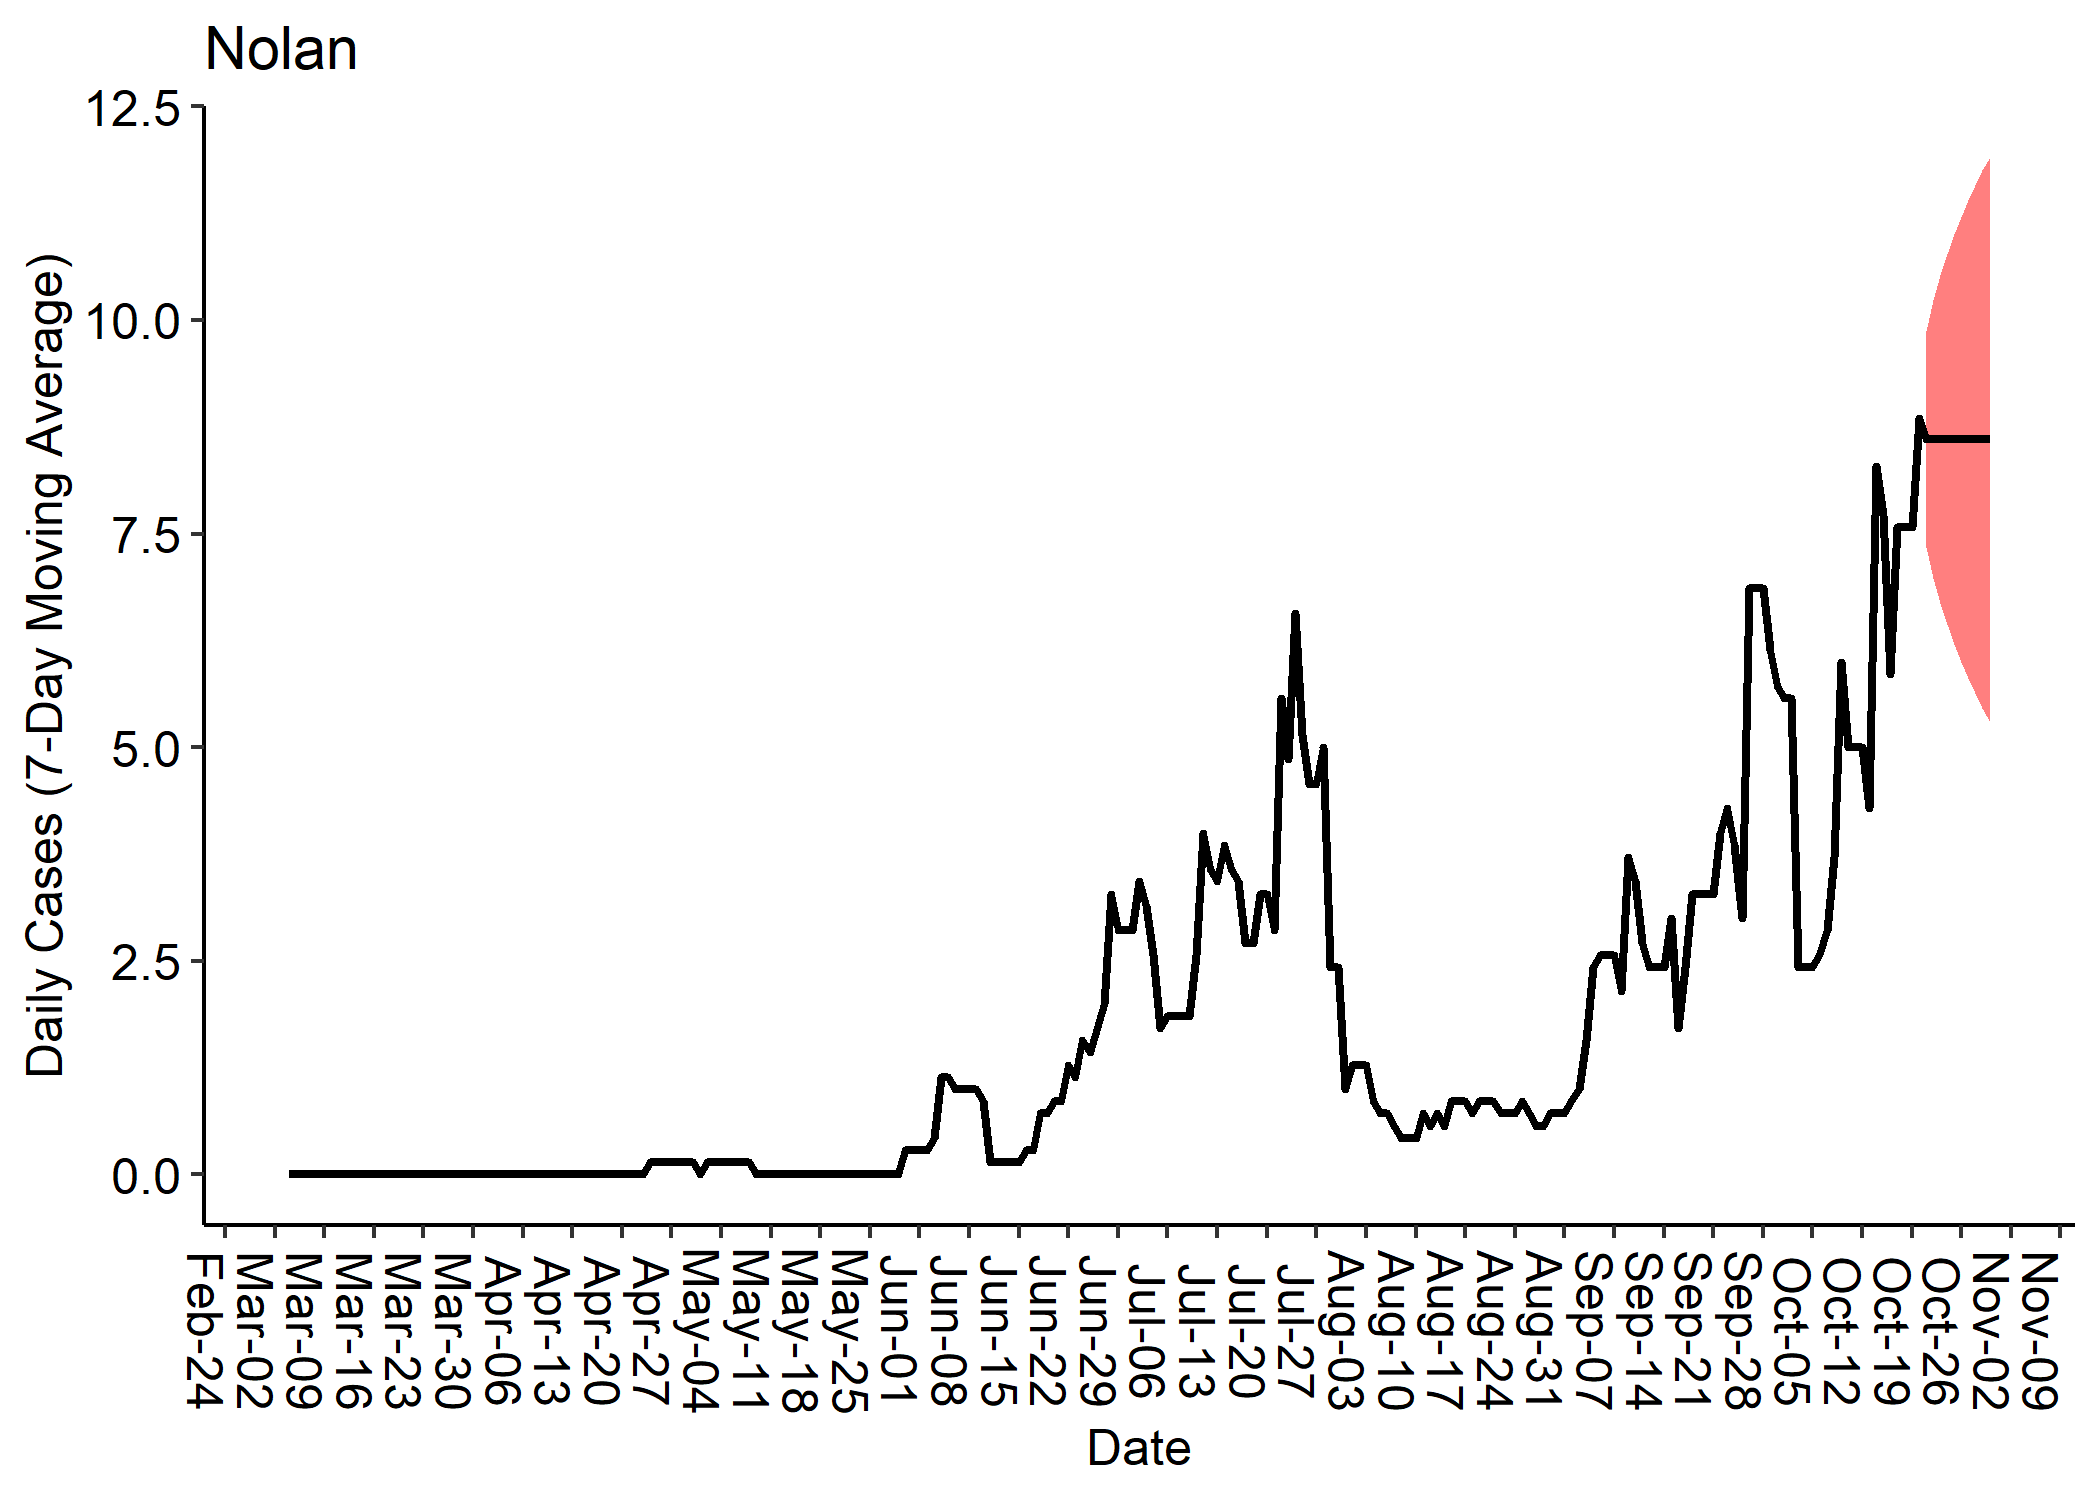 Nolan
12.5
10.0
7.5
5.0
2.5
0.0
Daily Cases (7-Day Moving Average)
Feb-24
Mar-02
Mar-09
Mar-16
Mar-23
Mar-30
Apr-06
Apr-13
Apr-20
Apr-27
May-04
May-11
May-18
May-25
Jun-01
Jun-08
Jun-15
Jun-22
Jun-29
Jul-06
Jul-13
Jul-20
Jul-27
Aug-03
Aug-10
Aug-17
Aug-24
Aug-31
Sep-07
Sep-14
Sep-21
Sep-28
Oct-05
Oct-12
Oct-19
Oct-26
Nov-02
Nov-09
Date